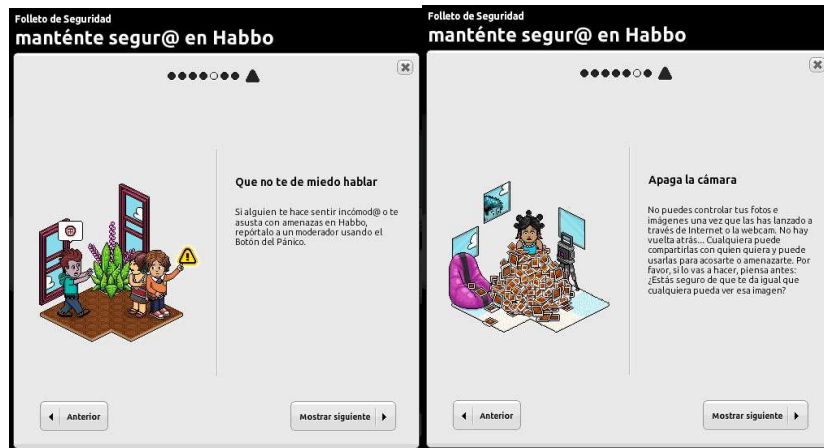 Folleto de Seguridad
manténte segur@ en Habbo
Que no te de miedo hablar
Si alguien te hace sentir incómod@ o te
asusta con amenazas en Habbo,
repórtalo a un moderador usando el
Botón del Pánico.
Anterior
Mostrar siguiente
Folleto de Seguridad
manténte segur@ en Habbo
Apaga la cámara
No puedes controlar tus fotos e
imágenes una vez que las has lanzado a
través de Internet o la webcam. No hay
vuelta atrás... Cualquiera puede
compartirlas con quien quiera y puede
usarlas para acosarte o amenazarte. Por
favor, si lo vas a hacer, piensa antes:
¿Estás seguro de que te da igual que
cualquiera pueda ver esa imagen?
Anterior
Mostrar siguiente